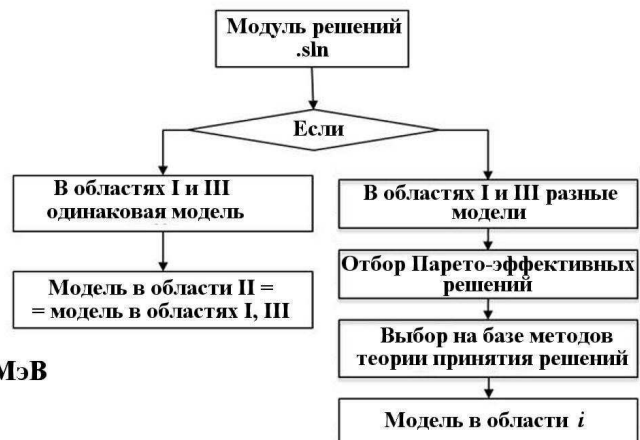 Модуль решений
.sln
Если
В областях I и III
одинаковая модель
Модель в области II =
= модель в областях I, III
В областях I и III разные
модели
Отбор Парето-эффективных
решений
Выбор на базе методов
теории принятия решений
Модель в области i
МэВ